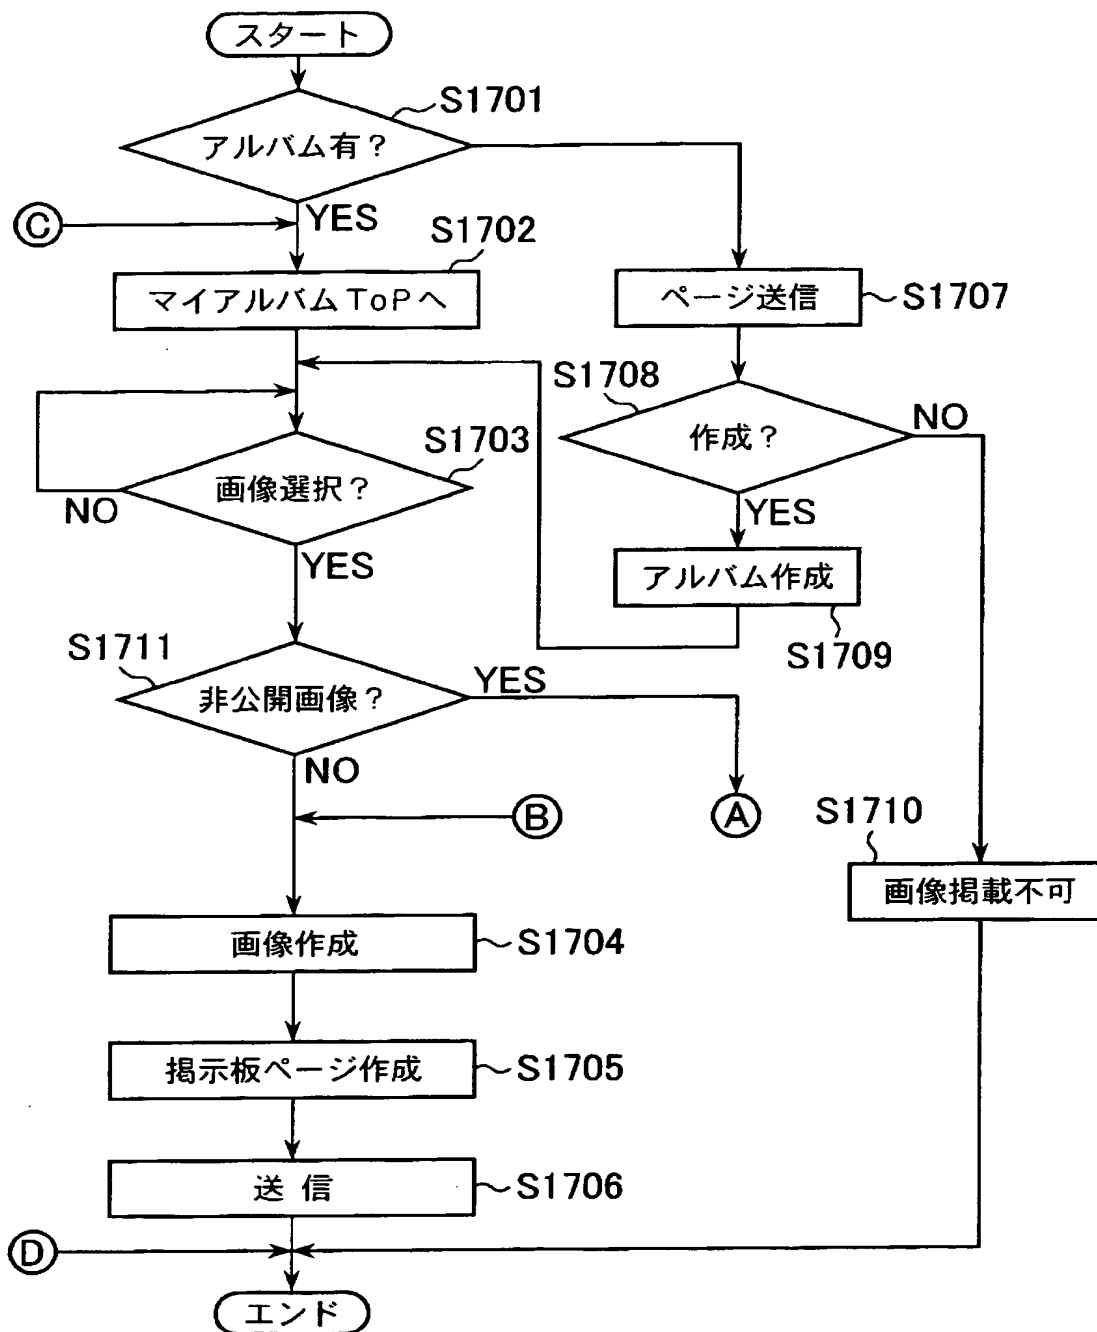 スタート
S1701
アルバム有?
YES
C
S1702
マイアルバムToPへ
ページ送信
S1707
S1708
作成?
NO
S1703
画像選択?
NO
YES
YES
アルバム作成
S1709
S1711
非公開画像?
YES
NO
B
A
S1710
画像掲載不可
画像作成
S1704
掲示板ページ作成
S1705
送信
S1706
D
エンド